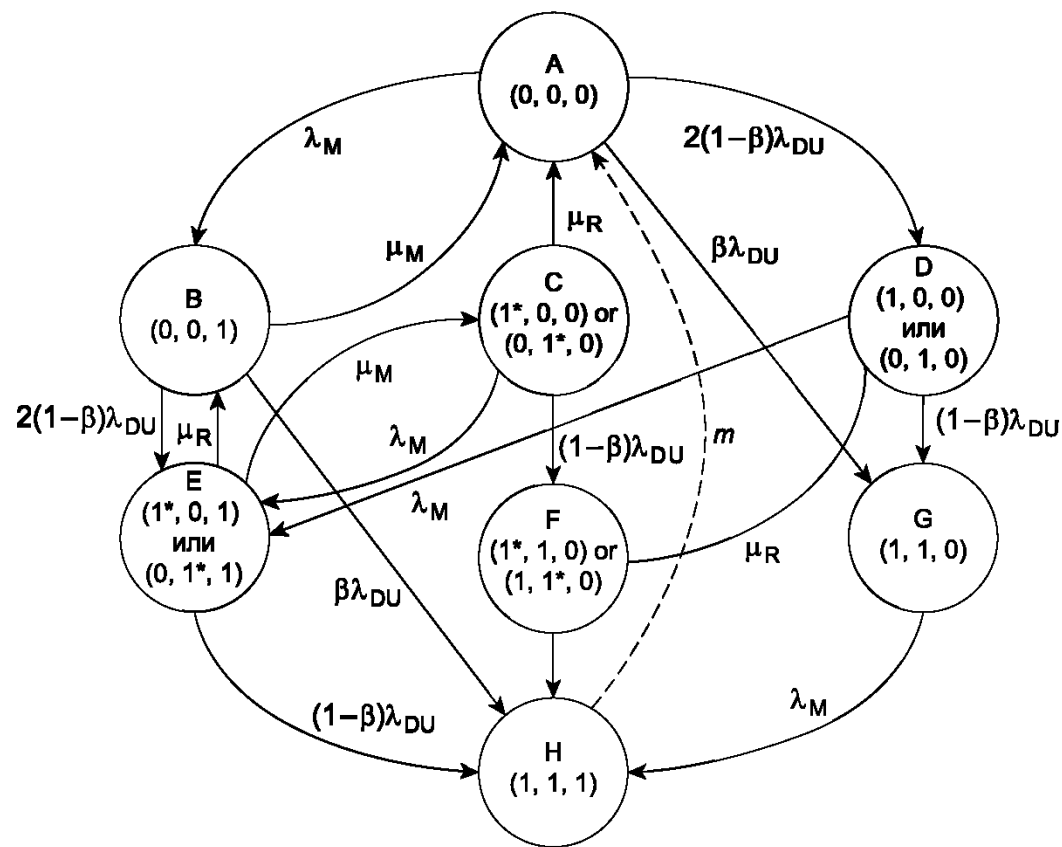 A
(0, 0, 0)
λM
2(1–β)λDU
μM
μR
βλDU
B
(0, 0, 1)
C
(1*, 0, 0) or
(0, 1*, 0)
D
(1, 0, 0)
или
(0, 1, 0)
μM
2(1–β)λDU
μR
λM
(1–β)λDU
m
(1–β)λDU
E
(1*, 0, 1)
или
(0, 1*, 1)
λM
F
(1*, 1, 0) or
(1, 1*, 0)
μR
G
(1, 1, 0)
βλDU
(1–β)λDU
λM
H
(1, 1, 1)